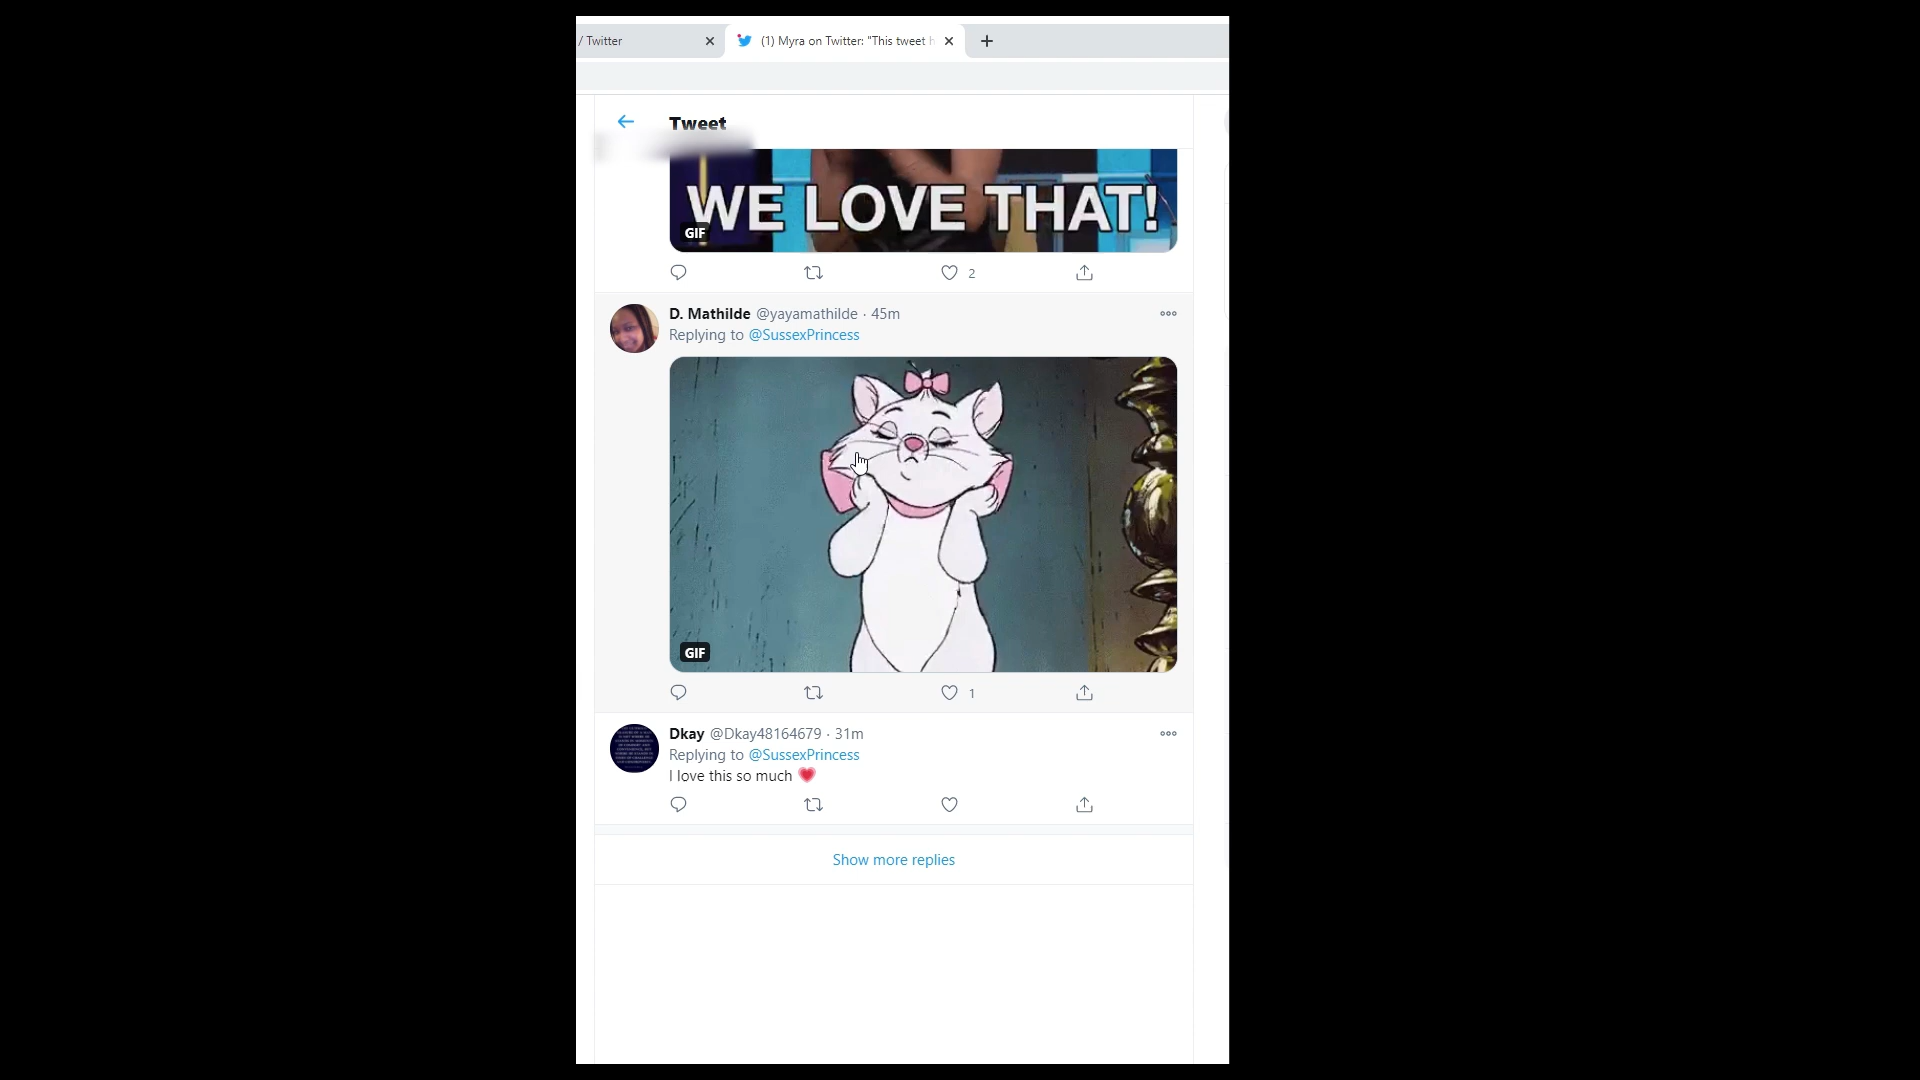 / Twitter
(1) Myra on Twitter: "This tweet h
Tweet
WE LOVE THAT!
GIF
2
D. Mathilde @yayamathilde · 45m
Replying to @SussexPrincess
GIF
1
Dkay @Dkay48164679 · 31m
Replying to @SussexPrincess
I love this so much 💗
Show more replies